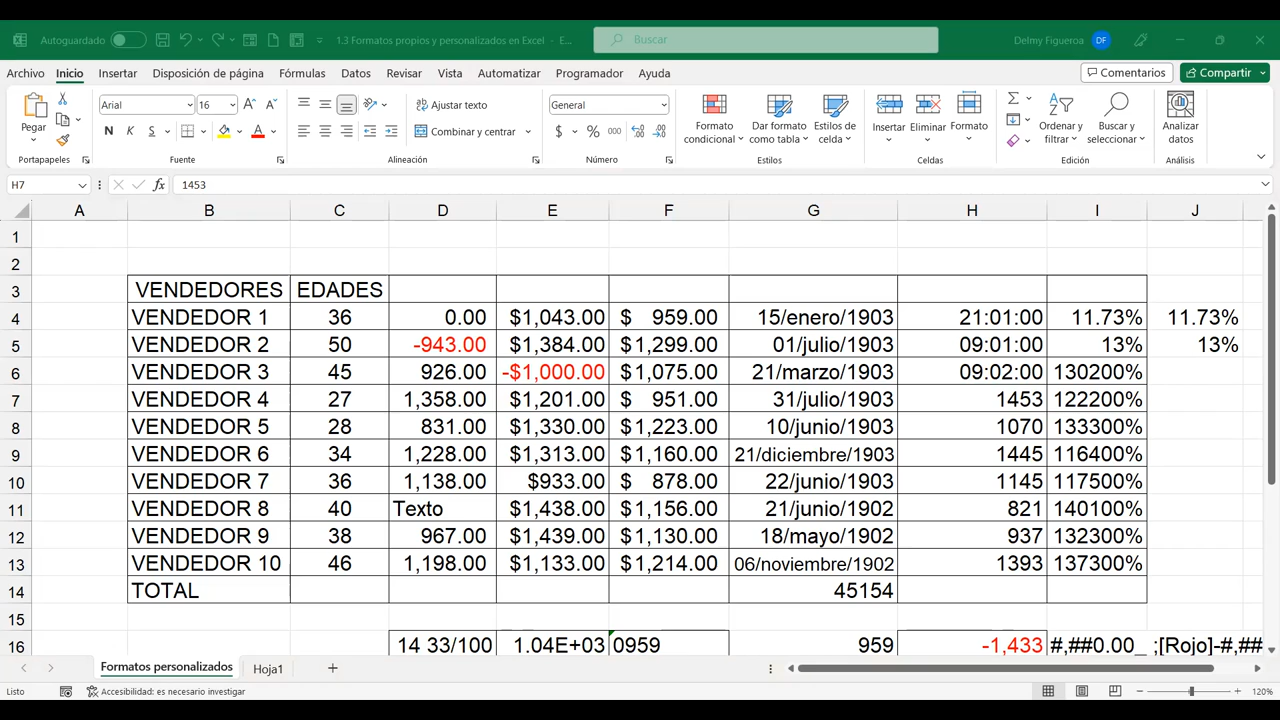 Autoguardado 1.3 Formatos propios y personalizados en Excel - E... Buscar Delmy Figueroa DF
Archivo Inicio Insertar Disposición de página Fórmulas Datos Revisar Vista Automatizar Programador Ayuda Comentarios Compartir
Pegar Arial 16 Ajustar texto General Formato condicional Dar formato como tabla Estilos de celda Insertar Eliminar Formato Ordenar y filtrar Buscar y seleccionar Analizar datos
N K S Combinar y centrar $ % 000
Portapapeles Fuente Alineación Número Estilos Celdas Edición Análisis
H7 fx 1453
A B C D E F G H I J
1
2
3 VENDEDORES EDADES
4 VENDEDOR 1 36 0.00 $1,043.00 $ 959.00 15/enero/1903 21:01:00 11.73% 11.73%
5 VENDEDOR 2 50 -943.00 $1,384.00 $1,299.00 01/julio/1903 09:01:00 13% 13%
6 VENDEDOR 3 45 926.00 -$1,000.00 $1,075.00 21/marzo/1903 09:02:00 130200%
7 VENDEDOR 4 27 1,358.00 $1,201.00 $ 951.00 31/julio/1903 1453 122200%
8 VENDEDOR 5 28 831.00 $1,330.00 $1,223.00 10/junio/1903 1070 133300%
9 VENDEDOR 6 34 1,228.00 $1,313.00 $1,160.00 21/diciembre/1903 1445 116400%
10 VENDEDOR 7 36 1,138.00 $933.00 $ 878.00 22/junio/1903 1145 117500%
11 VENDEDOR 8 40 Texto $1,438.00 $1,156.00 21/junio/1902 821 140100%
12 VENDEDOR 9 38 967.00 $1,439.00 $1,130.00 18/mayo/1902 937 132300%
13 VENDEDOR 10 46 1,198.00 $1,133.00 $1,214.00 06/noviembre/1902 1393 137300%
14 TOTAL 45154
15
16 14 33/100 1.04E+03 0959 959 -1,433 #,##0.00_ ;[Rojo]-#,##
Formatos personalizados Hoja1
Listo Accesibilidad: es necesario investigar 120%